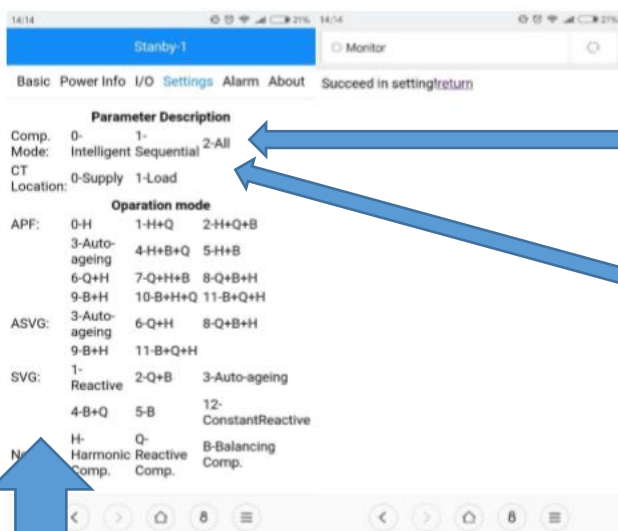 14:14
21%
Stanby-1
Basic Power Info I/O Settings Alarm About
Parameter Description
Comp. Mode: 0-Intelligent 1-Sequential 2-All
CT Location: 0-Supply 1-Load
Oparation mode
APF: 0-H 1-H+Q 2-H+Q+B
3-Auto-ageing 4-H+B+Q 5-H+B
6-Q+H 7-Q+H+B 8-Q+B+H
9-B+H 10-B+H+Q 11-B+Q+H
ASVG: 3-Auto-ageing 6-Q+H 8-Q+B+H
9-B+H 11-B+Q+H
SVG: 1-Reactive 2-Q+B 3-Auto-ageing
4-B+Q 5-B 12-ConstantReactive
H-Harmonic Comp. Q-Reactive Comp. B-Balancing Comp.
8
14:14
21%
Monitor
Succeed in setting!return
8